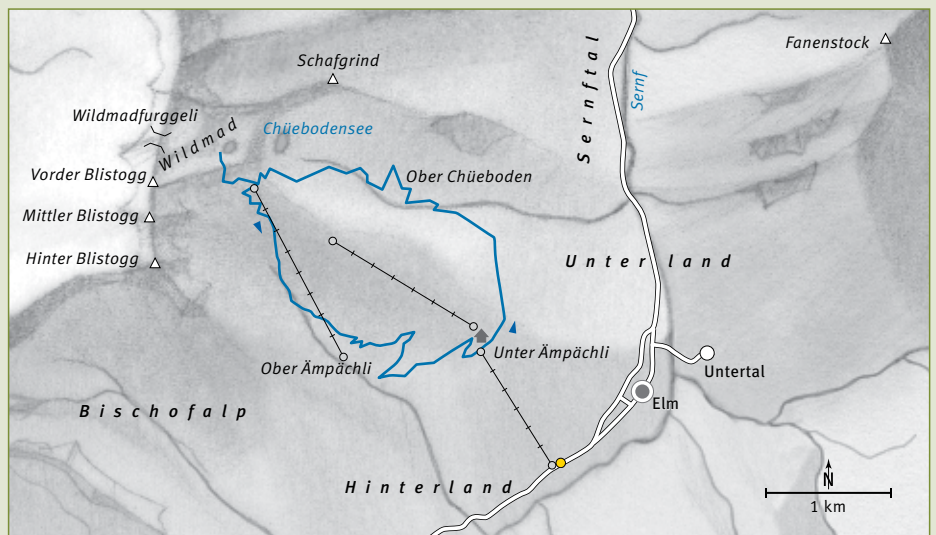 Schafgrind
Fanenstock
Sernftal
Sernf
Wildmadfurggeli
Wildmad
Chüebodensee
Vorder Blistogg
Ober Chüeboden
Mittler Blistogg
Hinter Blistogg
Unterland
Ober Ämpächli
Unter Ämpächli
Untertal
Elm
Bischofalp
Hinterland
N
1 km